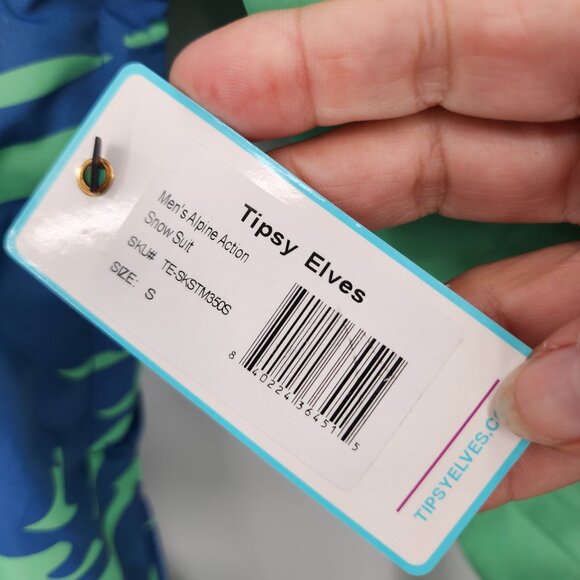 Tipsy Elves
Men's Alpine Action
Snow Suit
SKU# TE-SKSTM350S
SIZE: S
8 40224 36451 5
TIPSYELVES.CO